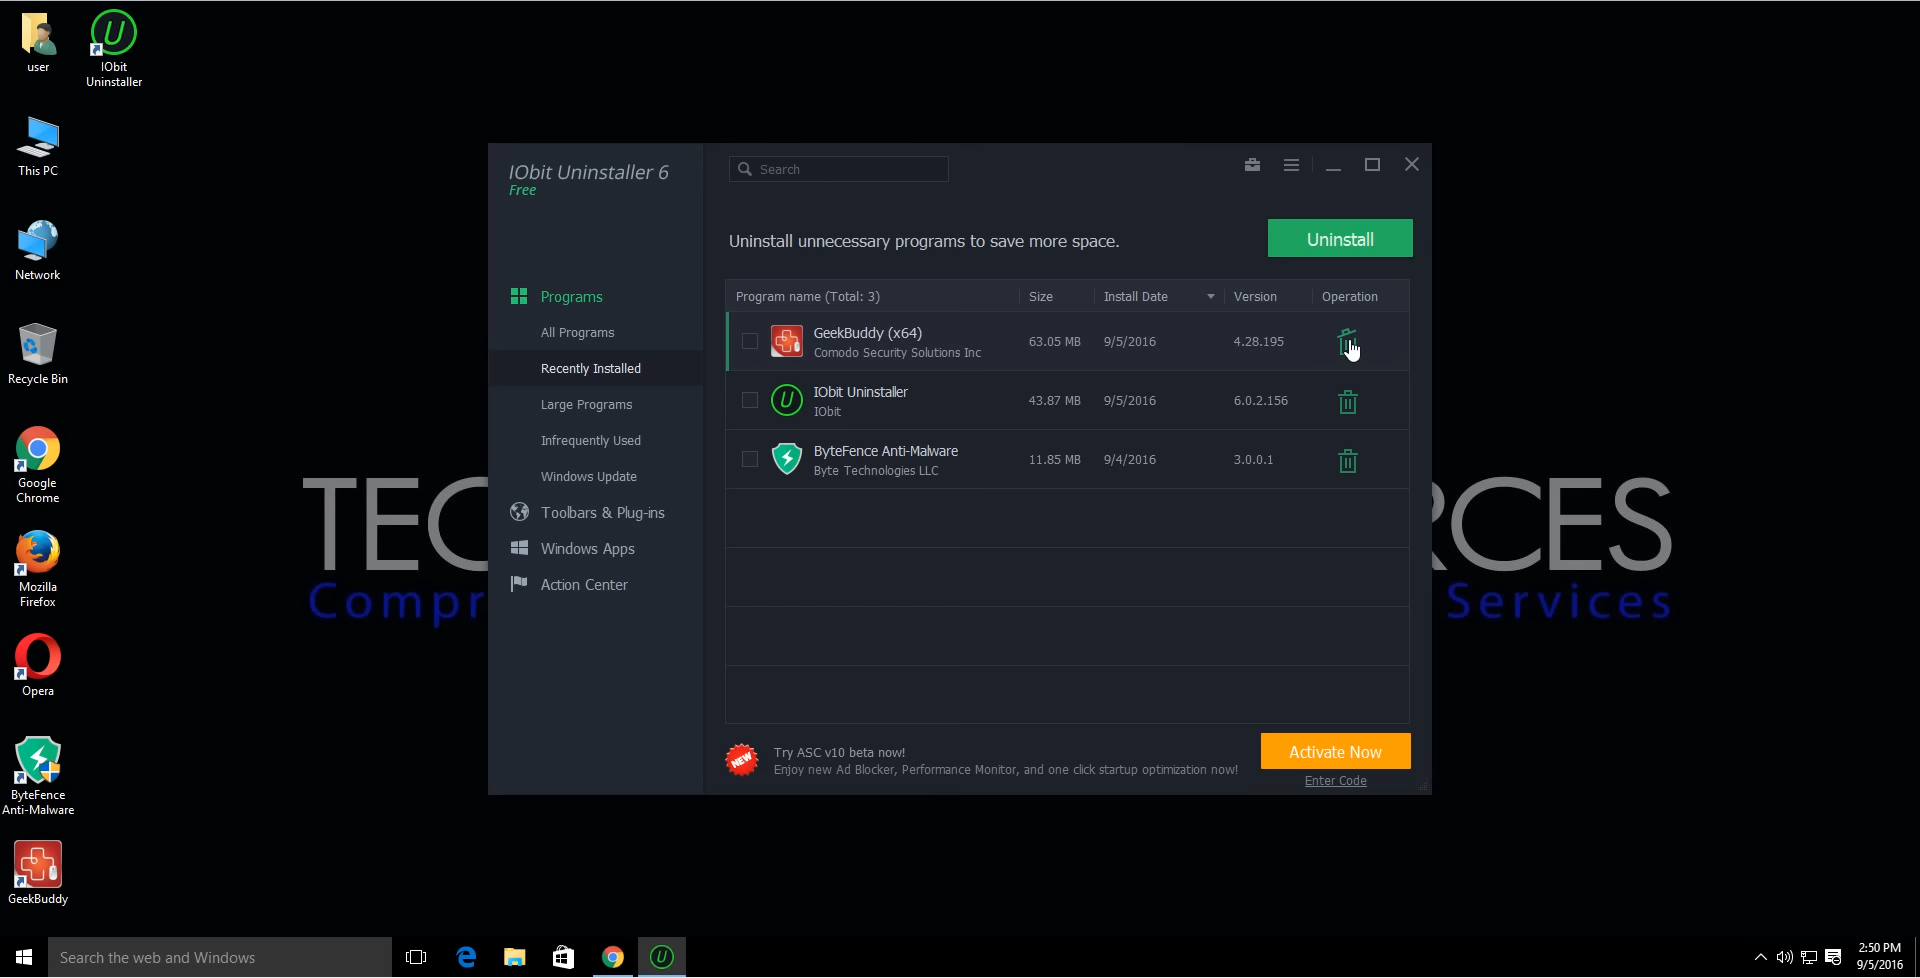 user
IObit
Uninstaller
This PC
Network
Recycle Bin
Google
Chrome
Mozilla
Firefox
Opera
ByteFence
Anti-Malware
GeekBuddy
TEC
RCES
Compr
Services
IObit Uninstaller 6
Free
Search
Uninstall unnecessary programs to save more space.
Uninstall
Programs
All Programs
Recently Installed
Large Programs
Infrequently Used
Windows Update
Toolbars & Plug-ins
Windows Apps
Action Center
Program name (Total: 3) Size Install Date Version Operation
GeekBuddy (x64)
Comodo Security Solutions Inc
63.05 MB 9/5/2016 4.28.195
IObit Uninstaller
IObit
43.87 MB 9/5/2016 6.0.2.156
ByteFence Anti-Malware
Byte Technologies LLC
11.85 MB 9/4/2016 3.0.0.1
NEW
Try ASC v10 beta now!
Enjoy new Ad Blocker, Performance Monitor, and one click startup optimization now!
Activate Now
Enter Code
Search the web and Windows
2:50 PM
9/5/2016